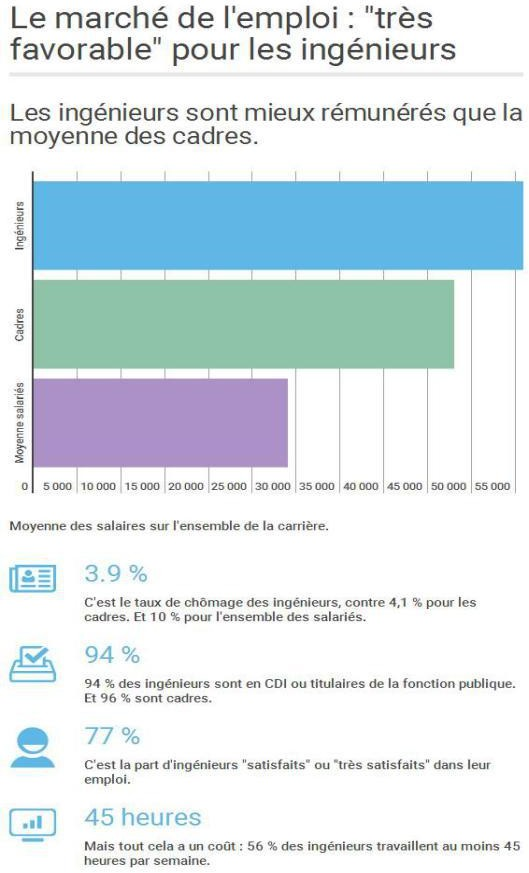 Le marché de l'emploi : "très
favorable" pour les ingénieurs
Les ingénieurs sont mieux rémunérés que la
moyenne des cadres.
Ingénieurs
Cadres
Moyenne salariés
0 5 000 10 000 15 000 20 000 25 000 30 000 35 000 40 000 45 000 50 000 55 000
Moyenne des salaires sur l'ensemble de la carrière.
3.9 %
C'est le taux de chômage des ingénieurs, contre 4,1 % pour les
cadres. Et 10 % pour l'ensemble des salariés.
94 %
94 % des ingénieurs sont en CDI ou titulaires de la fonction publique.
Et 96 % sont cadres.
77 %
C'est la part d'ingénieurs "satisfaits" ou "très satisfaits" dans leur
emploi.
45 heures
Mais tout cela a un coût : 56 % des ingénieurs travaillent au moins 45
heures par semaine.